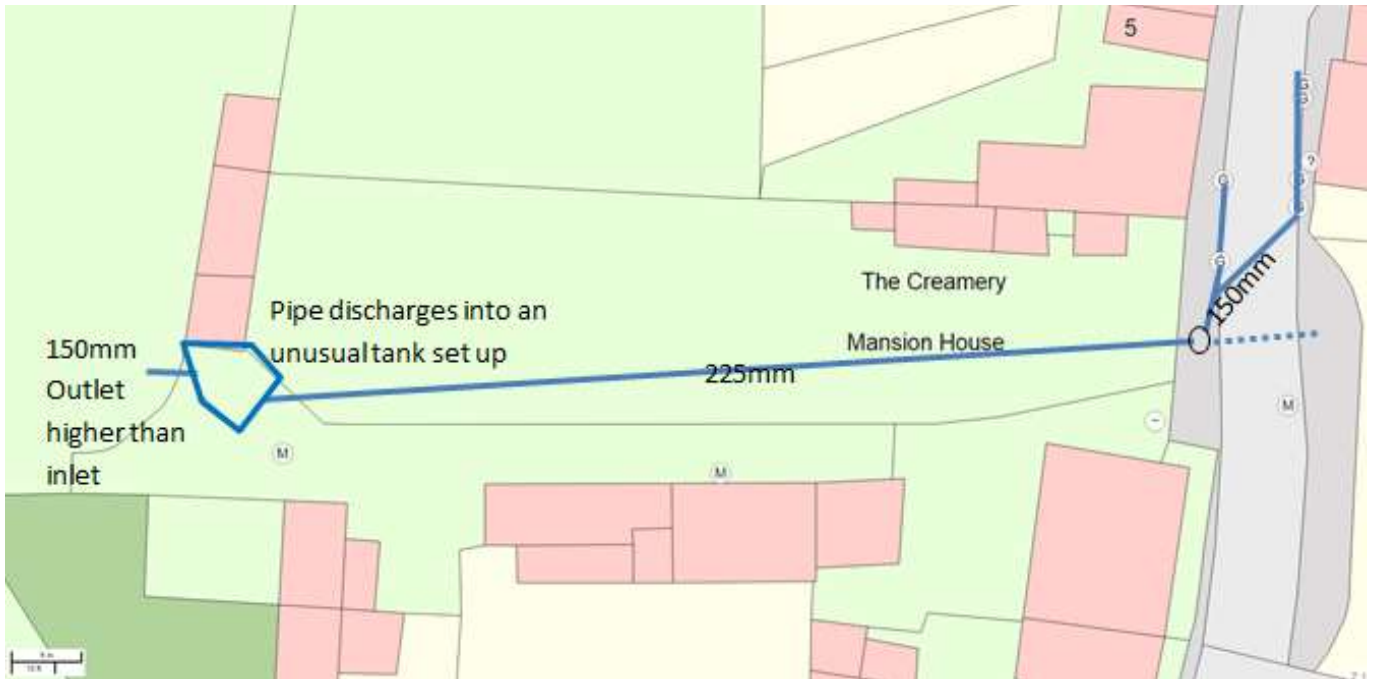 5
G
G
?
G
G
G
G
150mm
The Creamery
Mansion House
225mm
Pipe discharges into an
unusual tank set up
150mm
Outlet
higher than
inlet
M
M
M
~